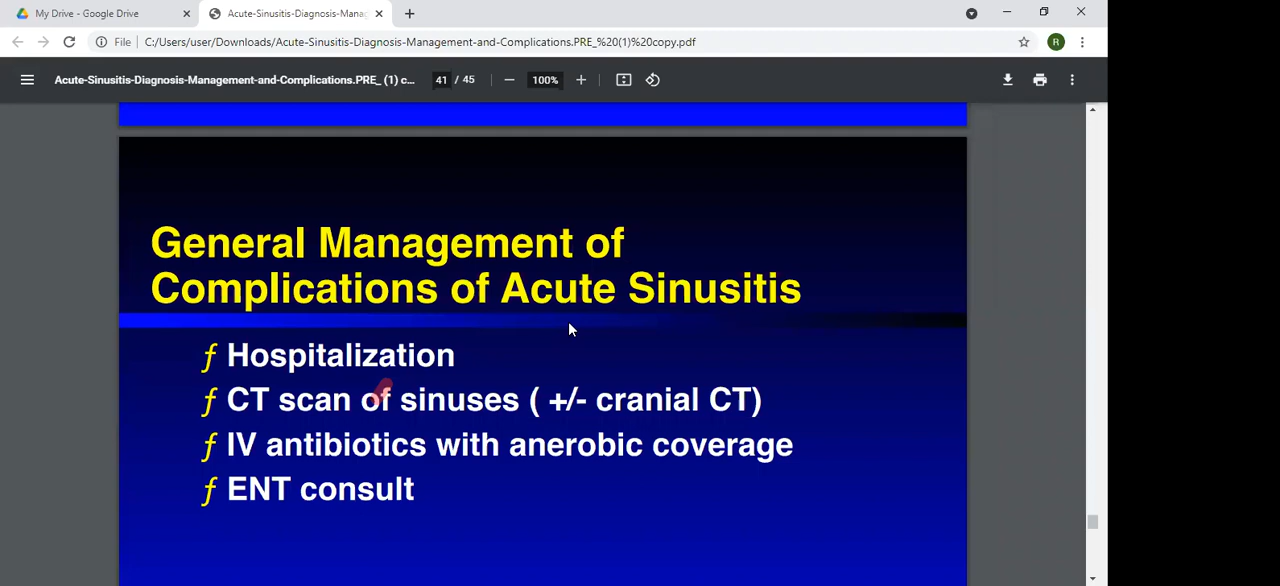 My Drive - Google Drive
Acute-Sinusitis-Diagnosis-Mana
File
C:/Users/user/Downloads/Acute-Sinusitis-Diagnosis-Management-and-Complications.PRE_%20(1)%20copy.pdf
R
Acute-Sinusitis-Diagnosis-Management-and-Complications.PRE_ (1) c...
41 / 45
100%
General Management of
Complications of Acute Sinusitis
ƒ Hospitalization
ƒ CT scan of sinuses ( +/- cranial CT)
ƒ IV antibiotics with anerobic coverage
ƒ ENT consult